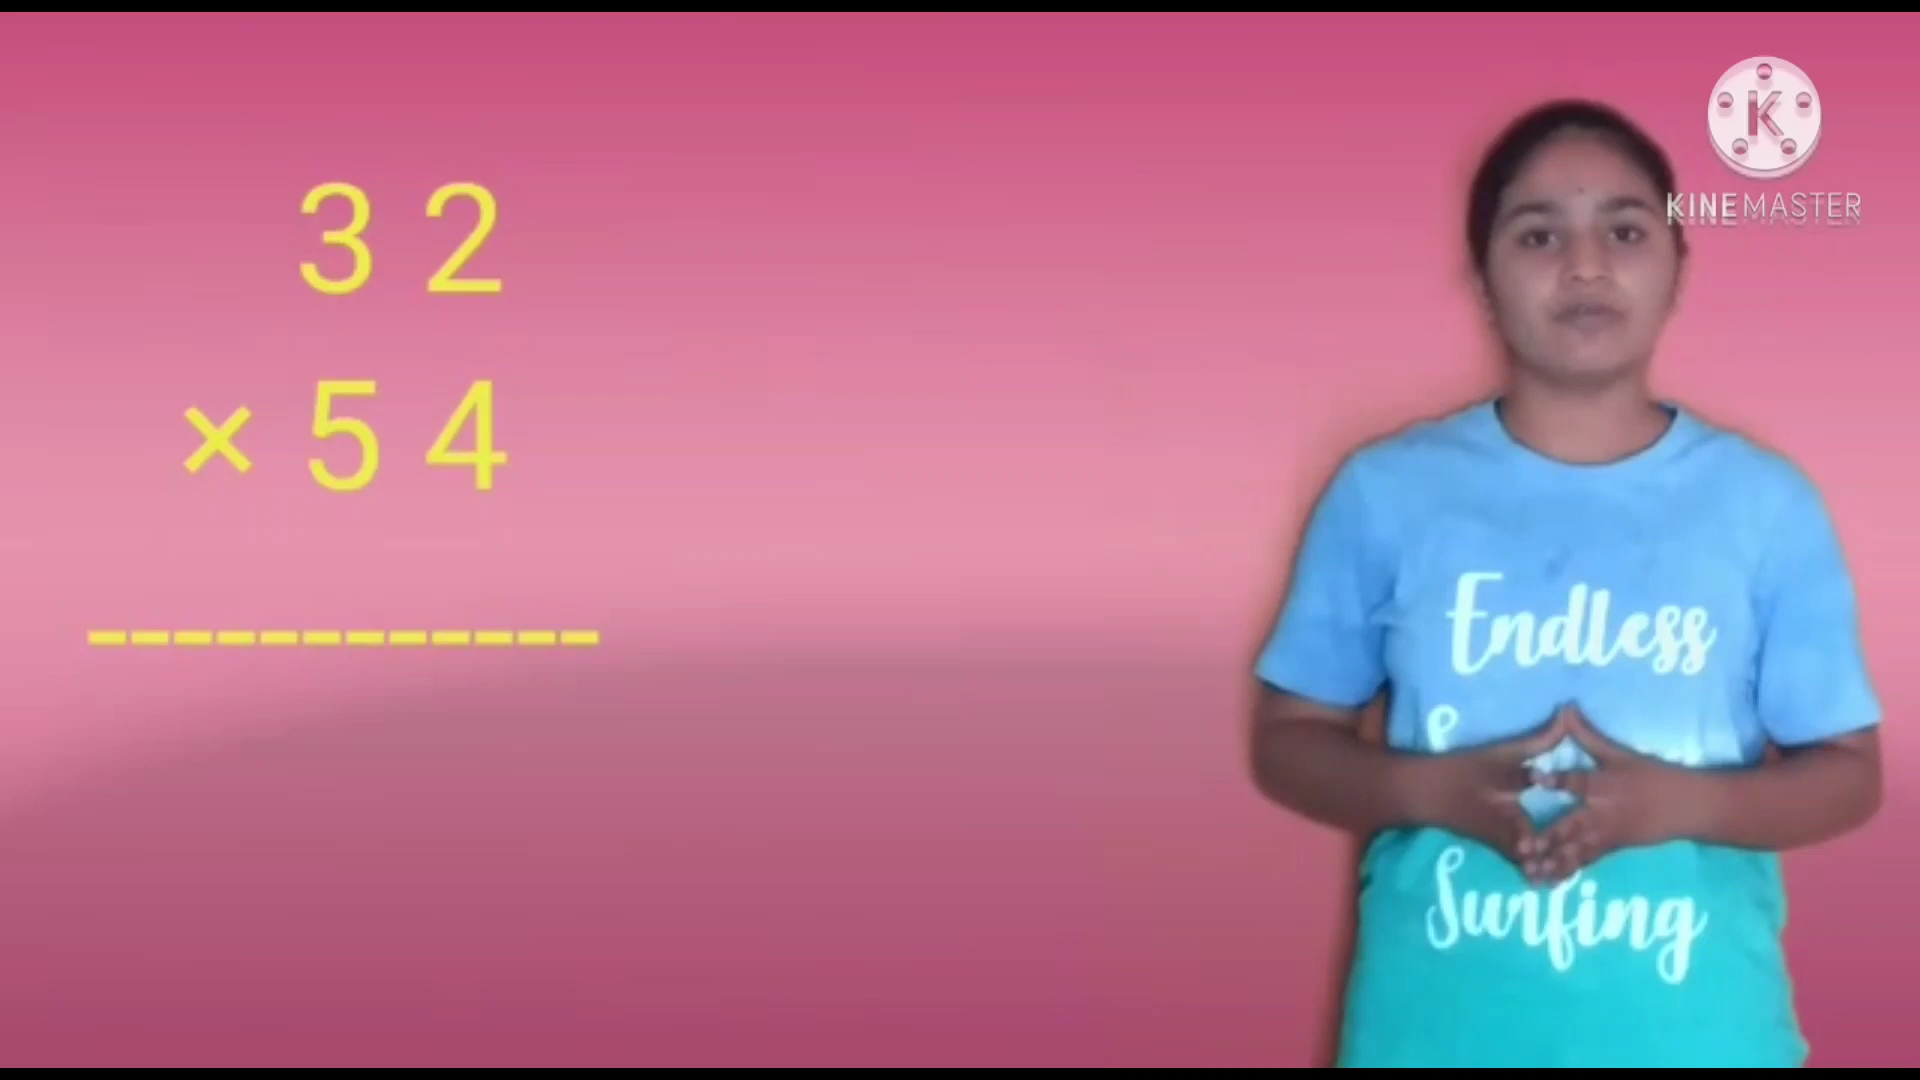 3 2
× 5 4
------------
KINEMASTER
Endless
Surfing